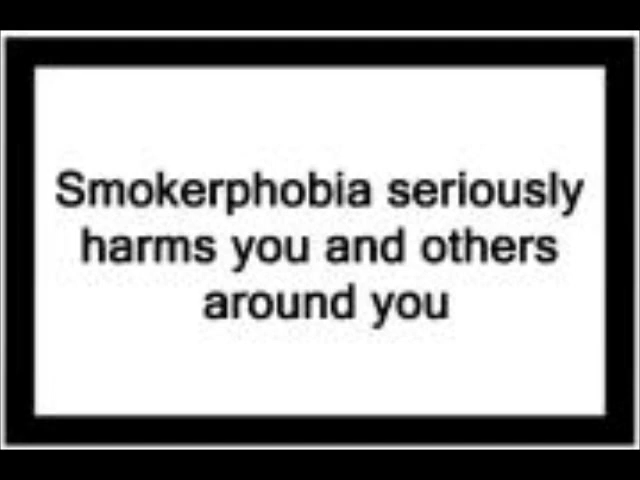 Smokerphobia seriously
harms you and others
around you